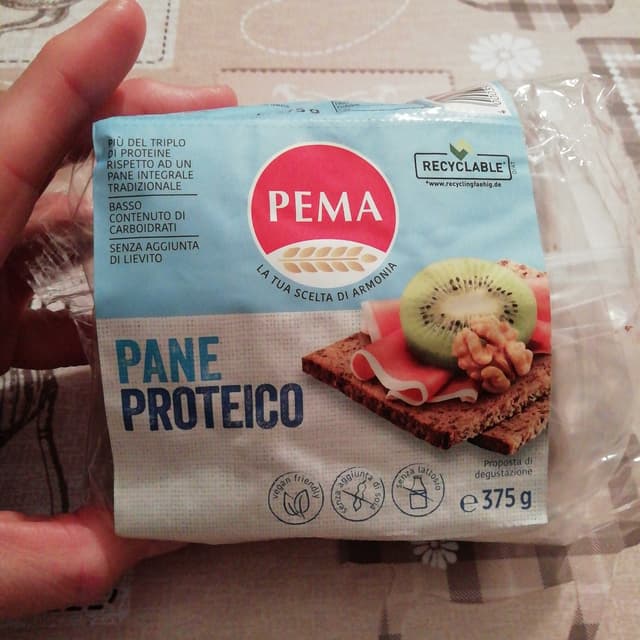 PIÙ DEL TRIPLO
DI PROTEINE
RISPETTO AD UN
PANE INTEGRALE
TRADIZIONALE
BASSO
CONTENUTO DI
CARBOIDRATI
SENZA AGGIUNTA
DI LIEVITO
PEMA
LA TUA SCELTA DI ARMONIA
RECYCLABLE*
*www.recyclingfaehig.de
PANE
PROTEICO
Proposta di
degustazione
vegan friendly
senza aggiunta di soia
senza lattosio
℮ 375 g